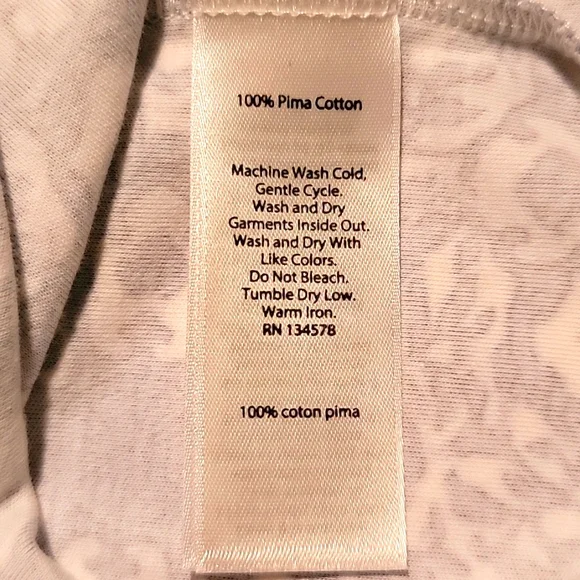 100% Pima Cotton
Machine Wash Cold,
Gentle Cycle.
Wash and Dry
Garments Inside Out.
Wash and Dry With
Like Colors.
Do Not Bleach.
Tumble Dry Low.
Warm Iron.
RN 134578
100% coton pima